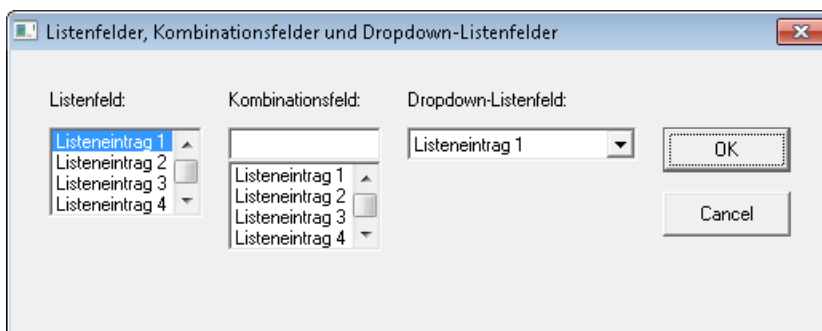 Listenfelder, Kombinationsfelder und Dropdown-Listenfelder
Listenfeld:
Kombinationsfeld:
Dropdown-Listenfeld:
Listeneintrag 1
Listeneintrag 2
Listeneintrag 3
Listeneintrag 4
Listeneintrag 1
Listeneintrag 2
Listeneintrag 3
Listeneintrag 4
Listeneintrag 1
OK
Cancel